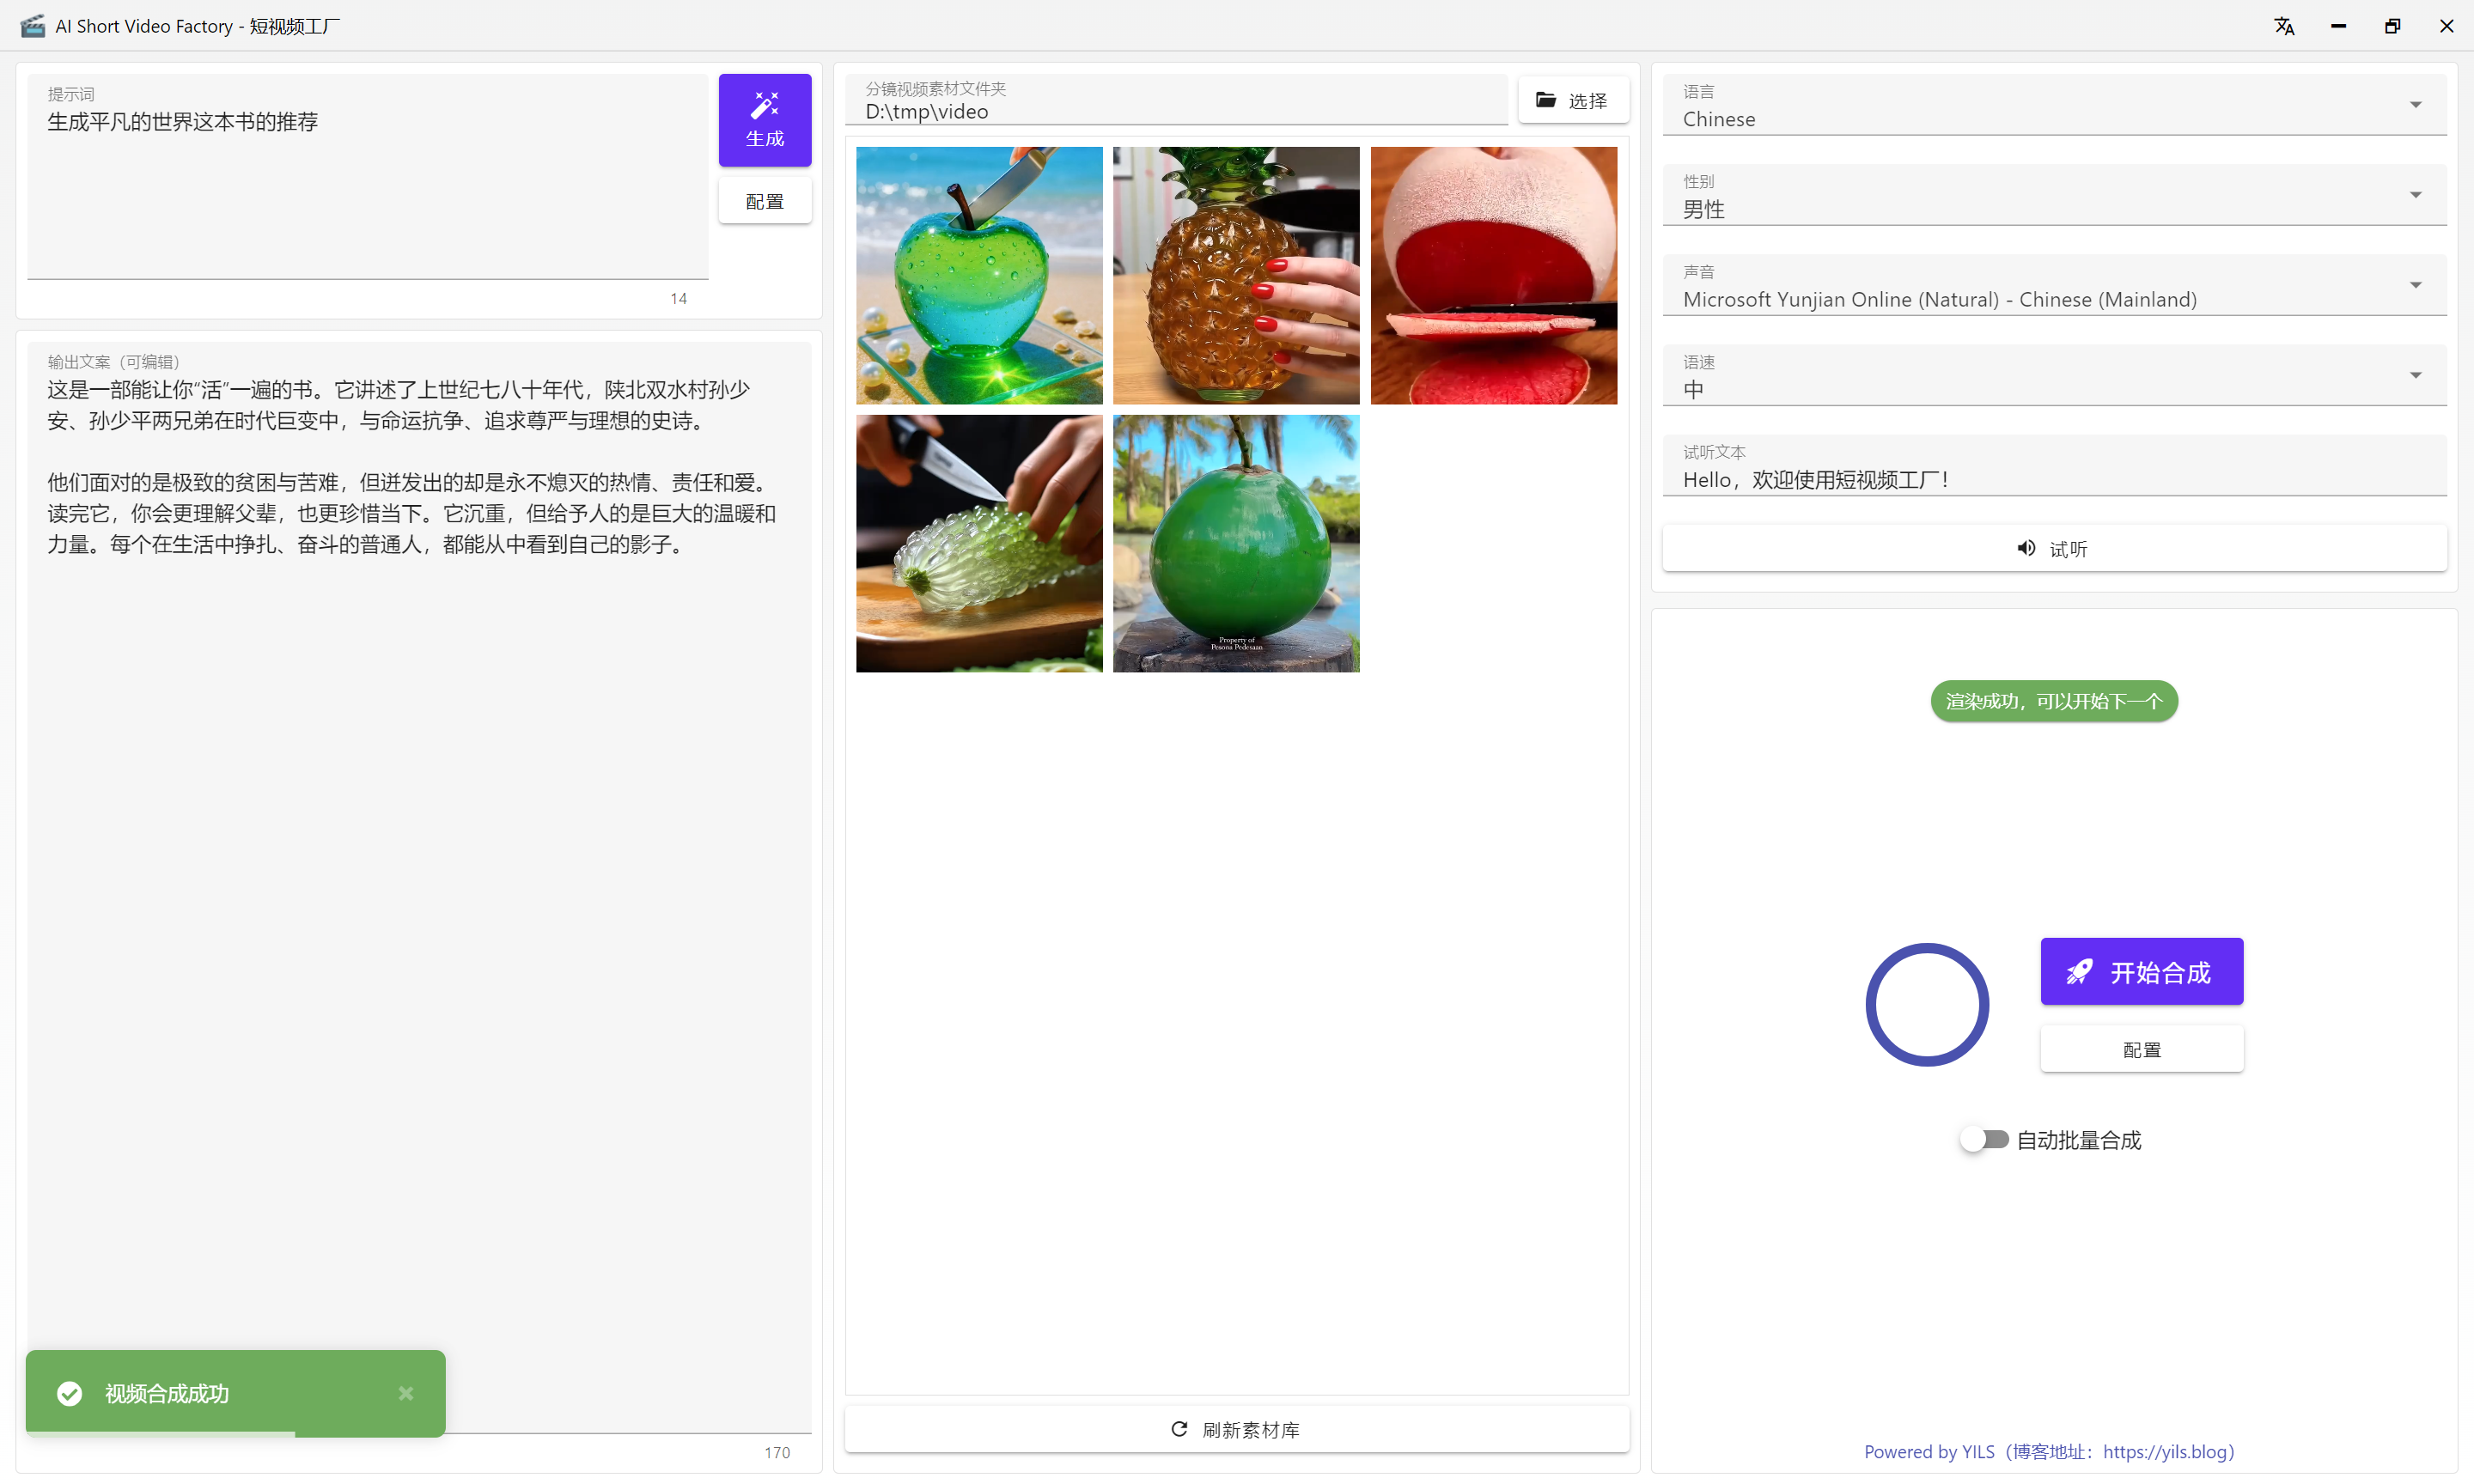 AI Short Video Factory - 短视频工厂
提示词
生成平凡的世界这本书的推荐
生成
配置
14
输出文案（可编辑）
这是一部能让你“活”一遍的书。它讲述了上世纪七八十年代，陕北双水村孙少
安、孙少平两兄弟在时代巨变中，与命运抗争、追求尊严与理想的史诗。
他们面对的是极致的贫困与苦难，但迸发出的却是永不熄灭的热情、责任和爱。
读完它，你会更理解父辈，也更珍惜当下。它沉重，但给予人的是巨大的温暖和
力量。每个在生活中挣扎、奋斗的普通人，都能从中看到自己的影子。
视频合成成功
170
分镜视频素材文件夹
D:\tmp\video
选择
Property of
Pesona Pedesaan
刷新素材库
语言
Chinese
性别
男性
声音
Microsoft Yunjian Online (Natural) - Chinese (Mainland)
语速
中
试听文本
Hello，欢迎使用短视频工厂！
试听
渲染成功，可以开始下一个
开始合成
配置
自动批量合成
Powered by YILS（博客地址：https://yils.blog）